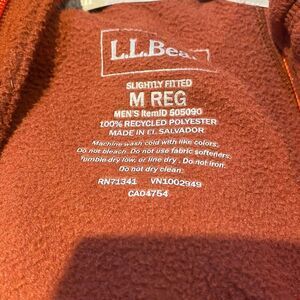 L.L.Bean
SLIGHTLY FITTED
M REG
MEN'S ItemID 505090
100% RECYCLED POLYESTER
MADE IN EL SALVADOR
Machine wash cold with like colors.
Do not bleach. Do not use fabric softeners.
Tumble dry low, or line dry. Do not iron.
Do not dry clean.
RN71341 VN1002949
CA04754